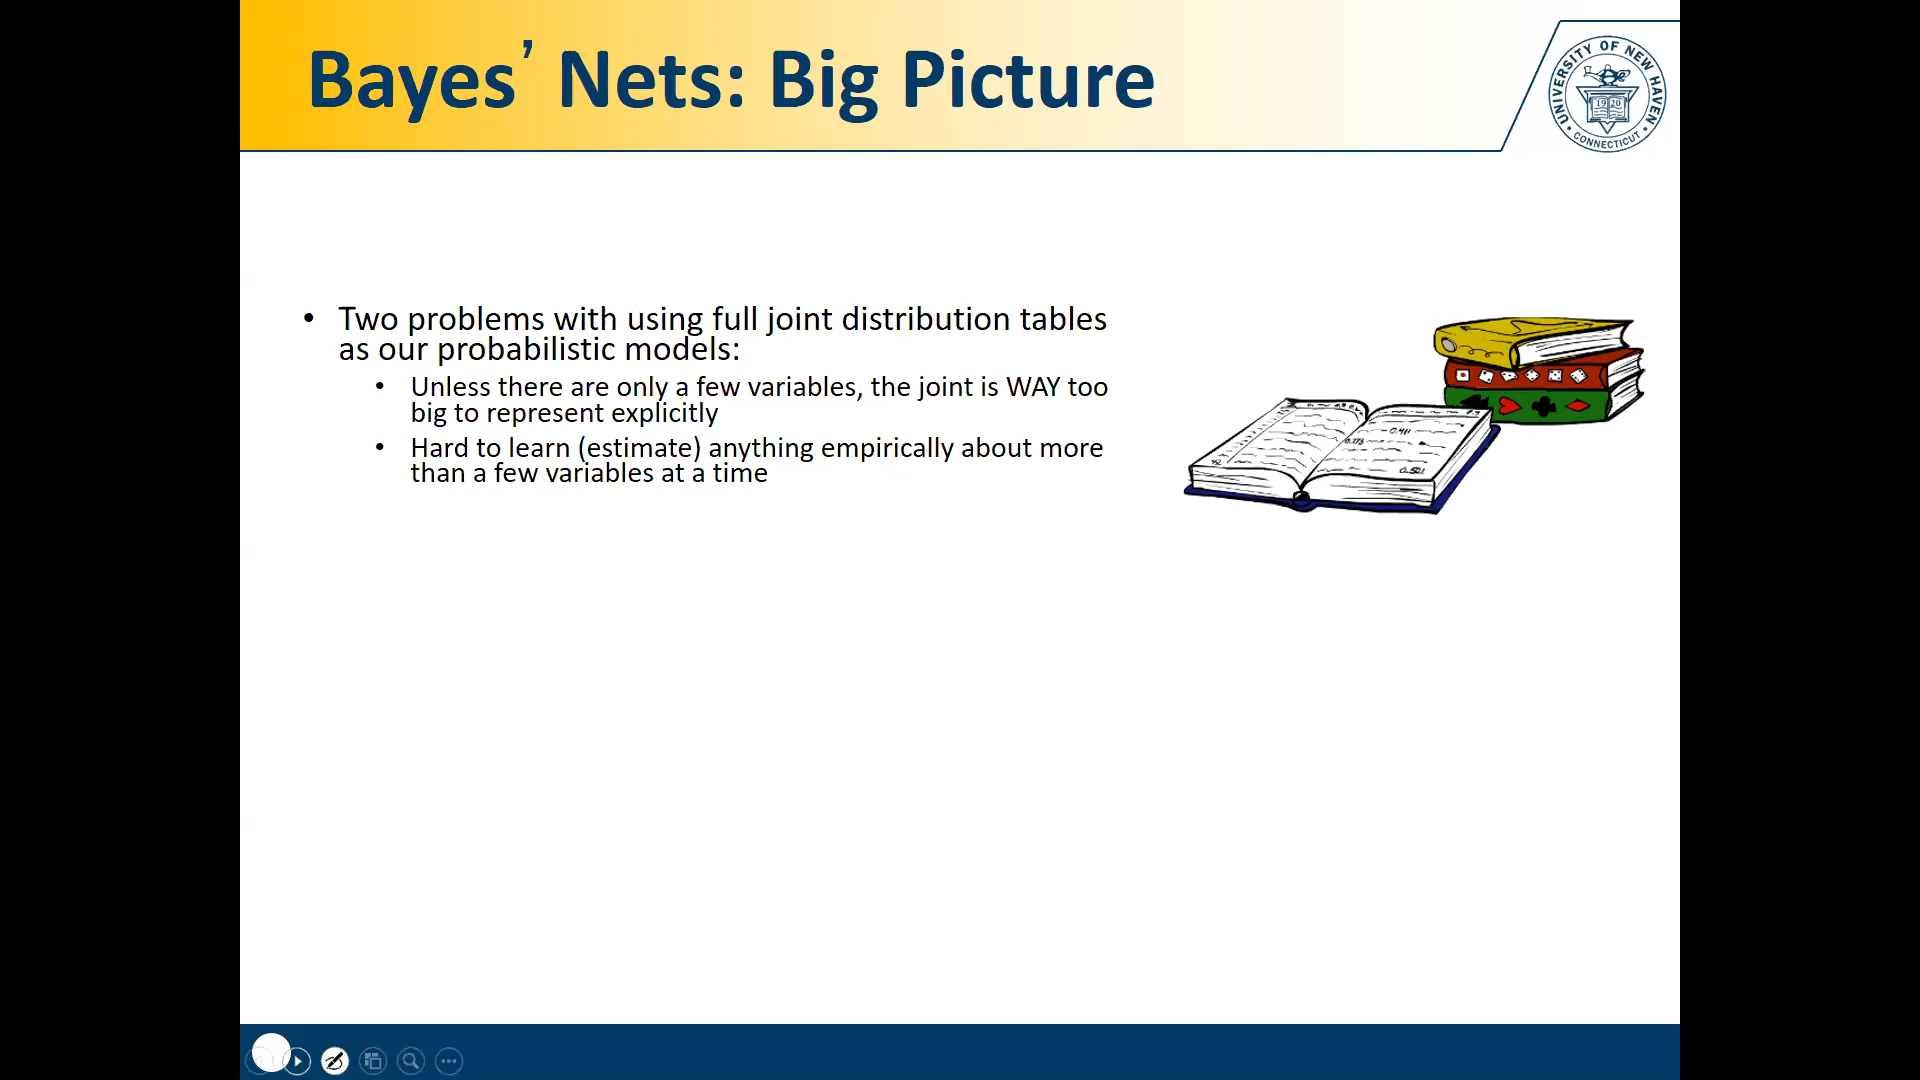 Bayes’ Nets: Big Picture
UNIVERSITY OF NEW HAVEN
1920
CONNECTICUT
• Two problems with using full joint distribution tables
as our probabilistic models:
• Unless there are only a few variables, the joint is WAY too
big to represent explicitly
• Hard to learn (estimate) anything empirically about more
than a few variables at a time